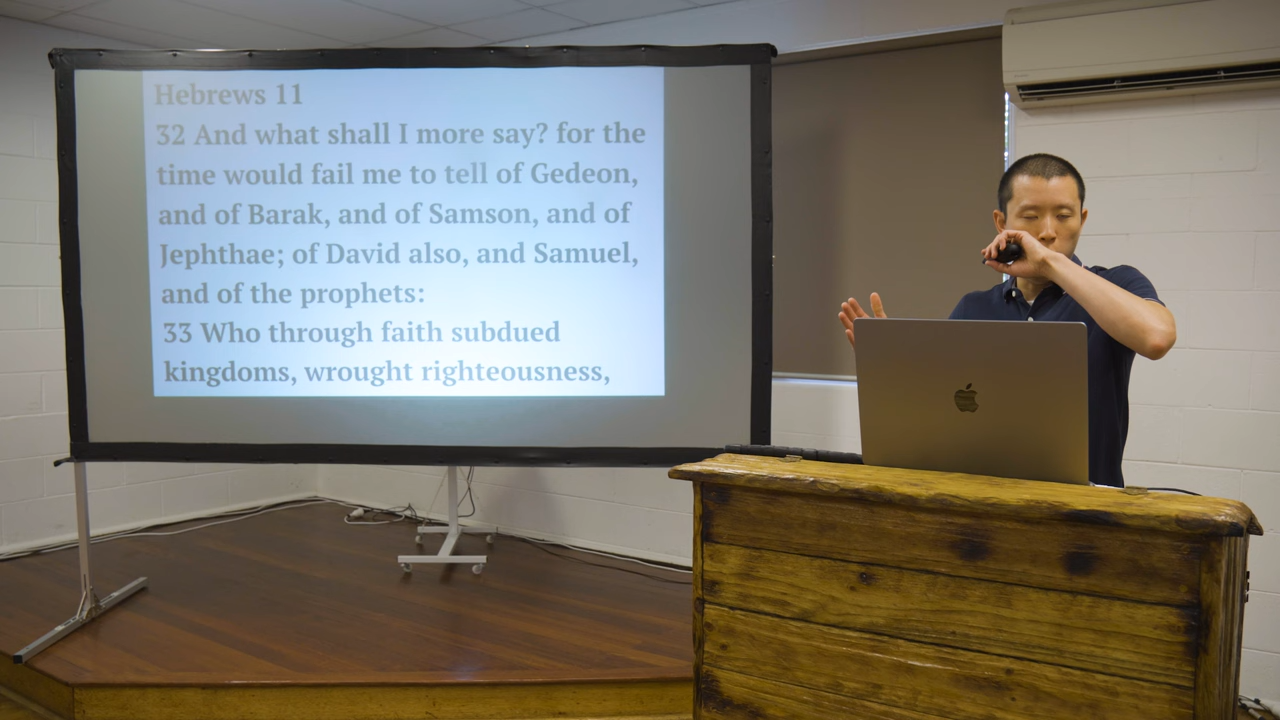 Hebrews 11
32 And what shall I more say? for the
time would fail me to tell of Gedeon,
and of Barak, and of Samson, and of
Jephthae; of David also, and Samuel,
and of the prophets:
33 Who through faith subdued
kingdoms, wrought righteousness,